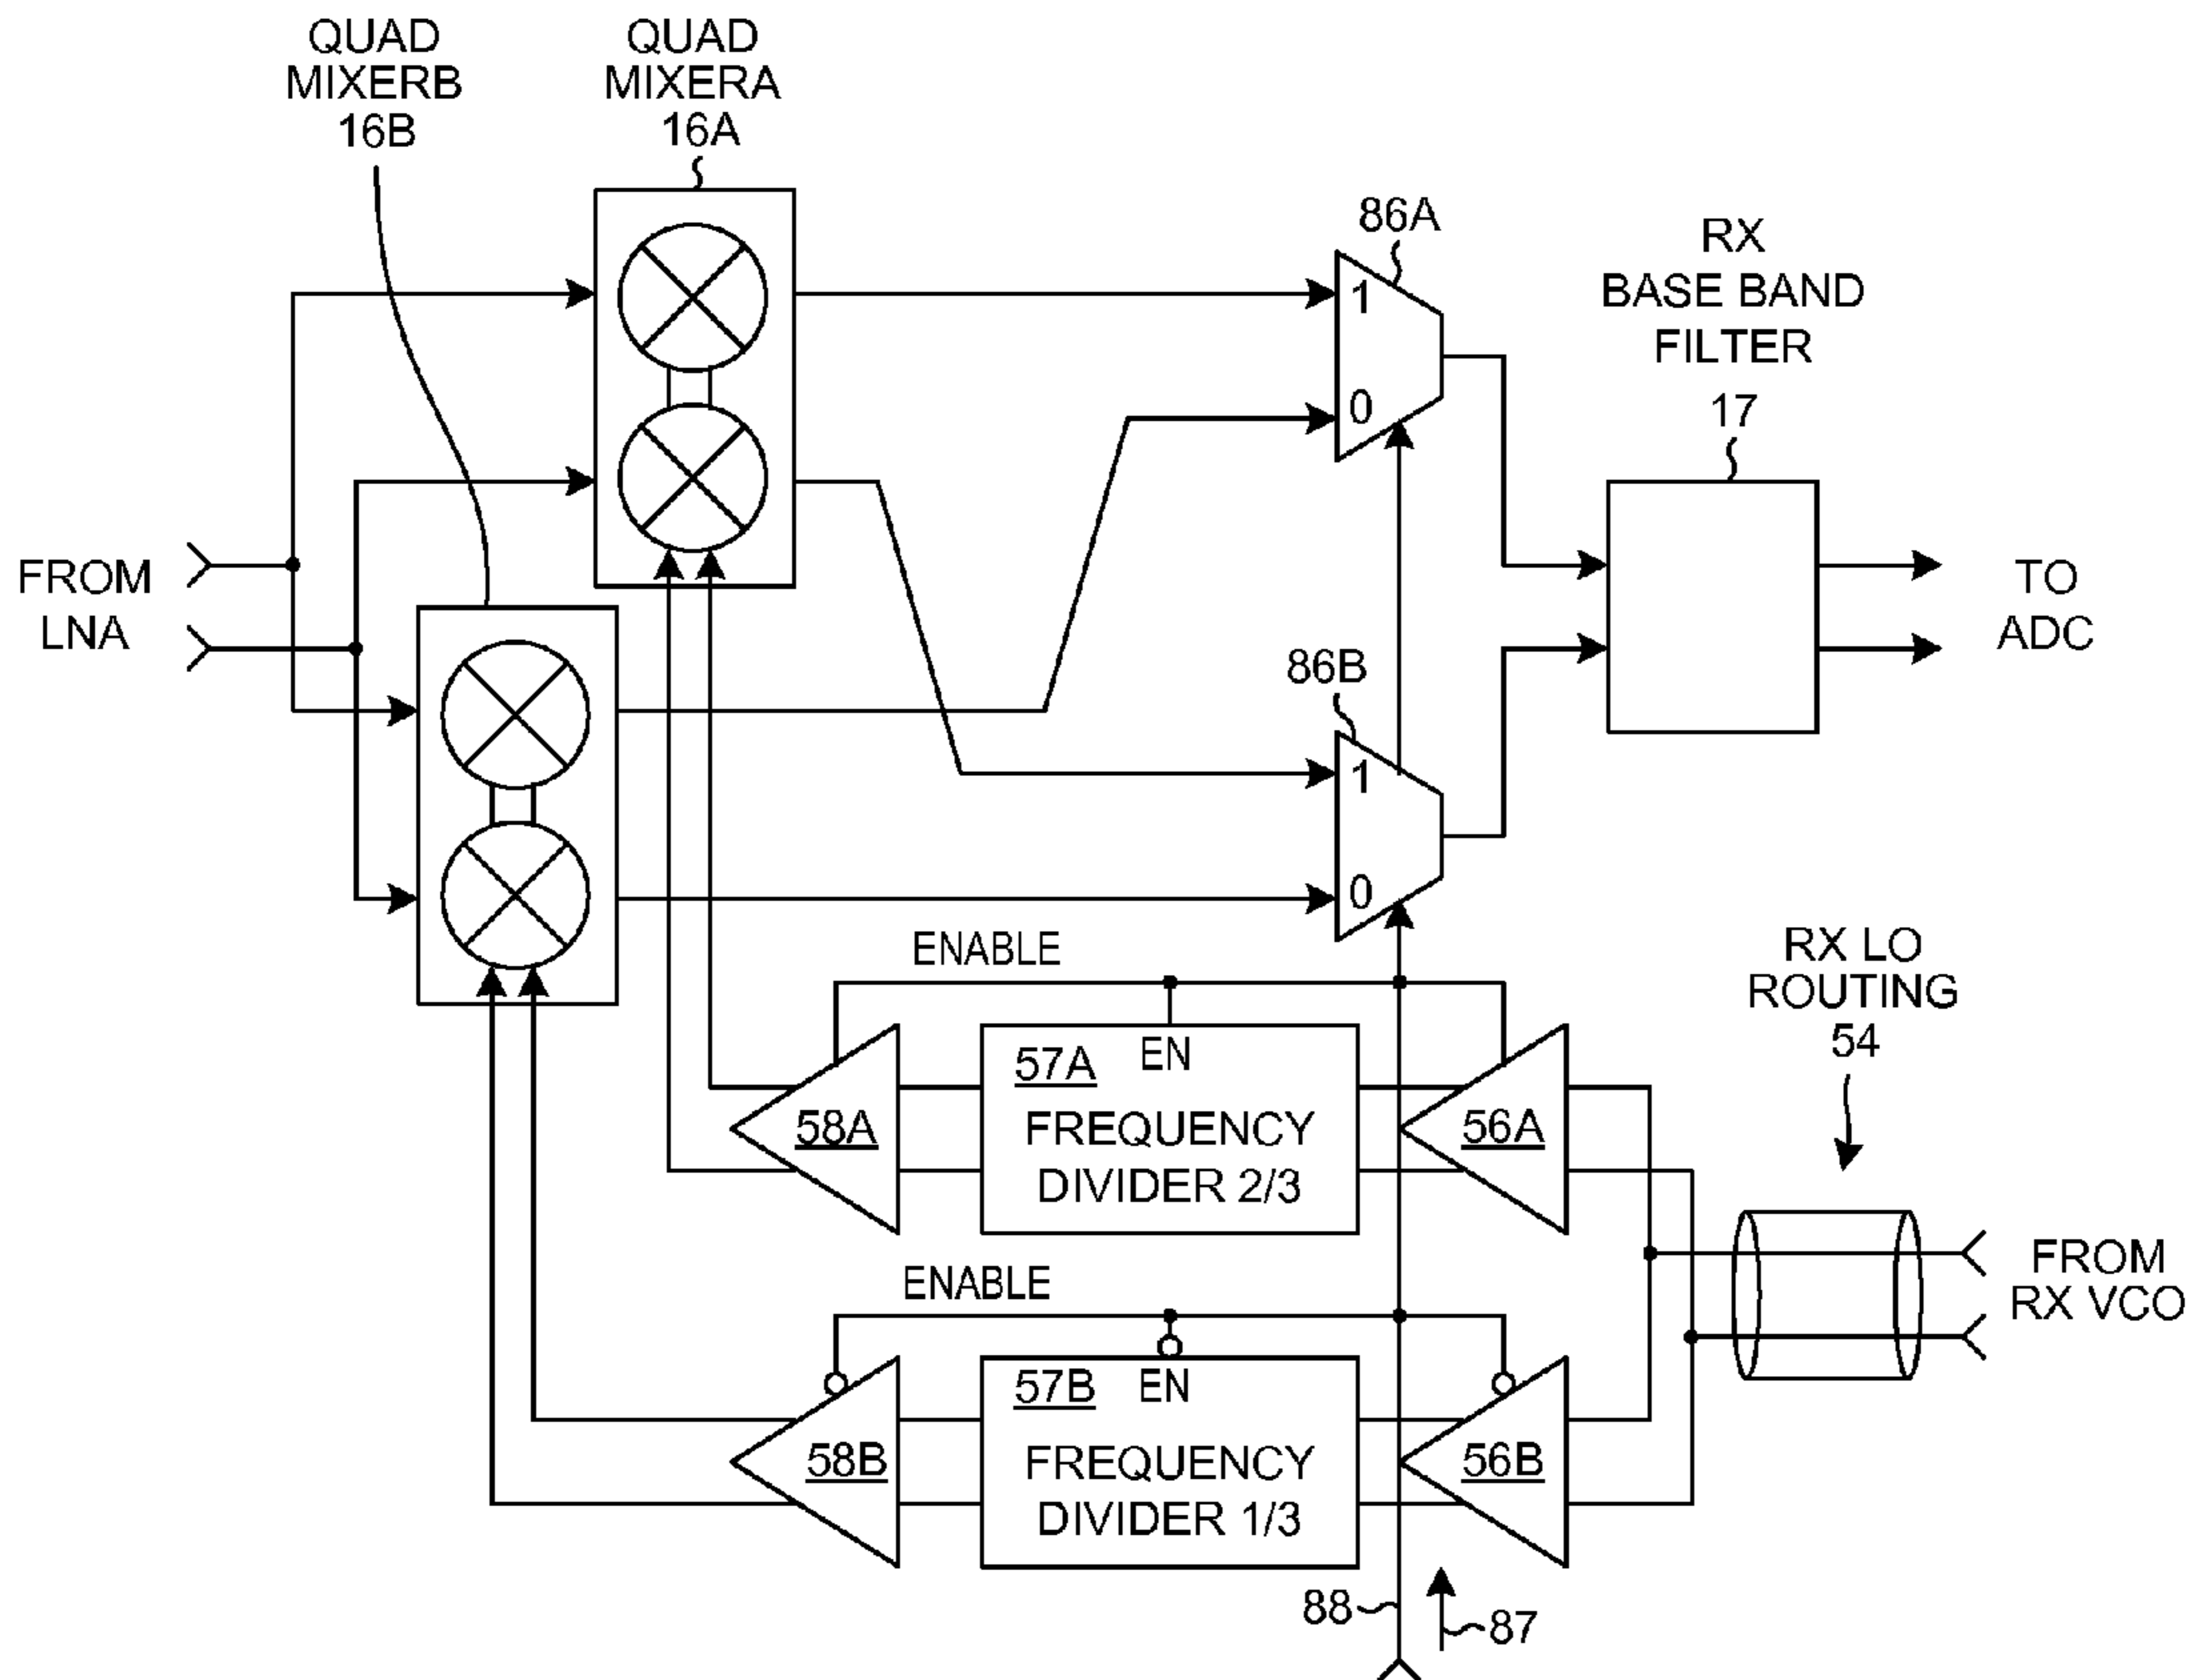 QUAD
MIXERB
16B
QUAD
MIXERA
16A
86A
1
0
RX
BASE BAND
FILTER
17
FROM
LNA
TO
ADC
86B
1
0
ENABLE
RX LO
ROUTING
54
57A
EN
FREQUENCY
DIVIDER 2/3
58A
56A
FROM
RX VCO
ENABLE
57B
EN
FREQUENCY
DIVIDER 1/3
58B
56B
88
87